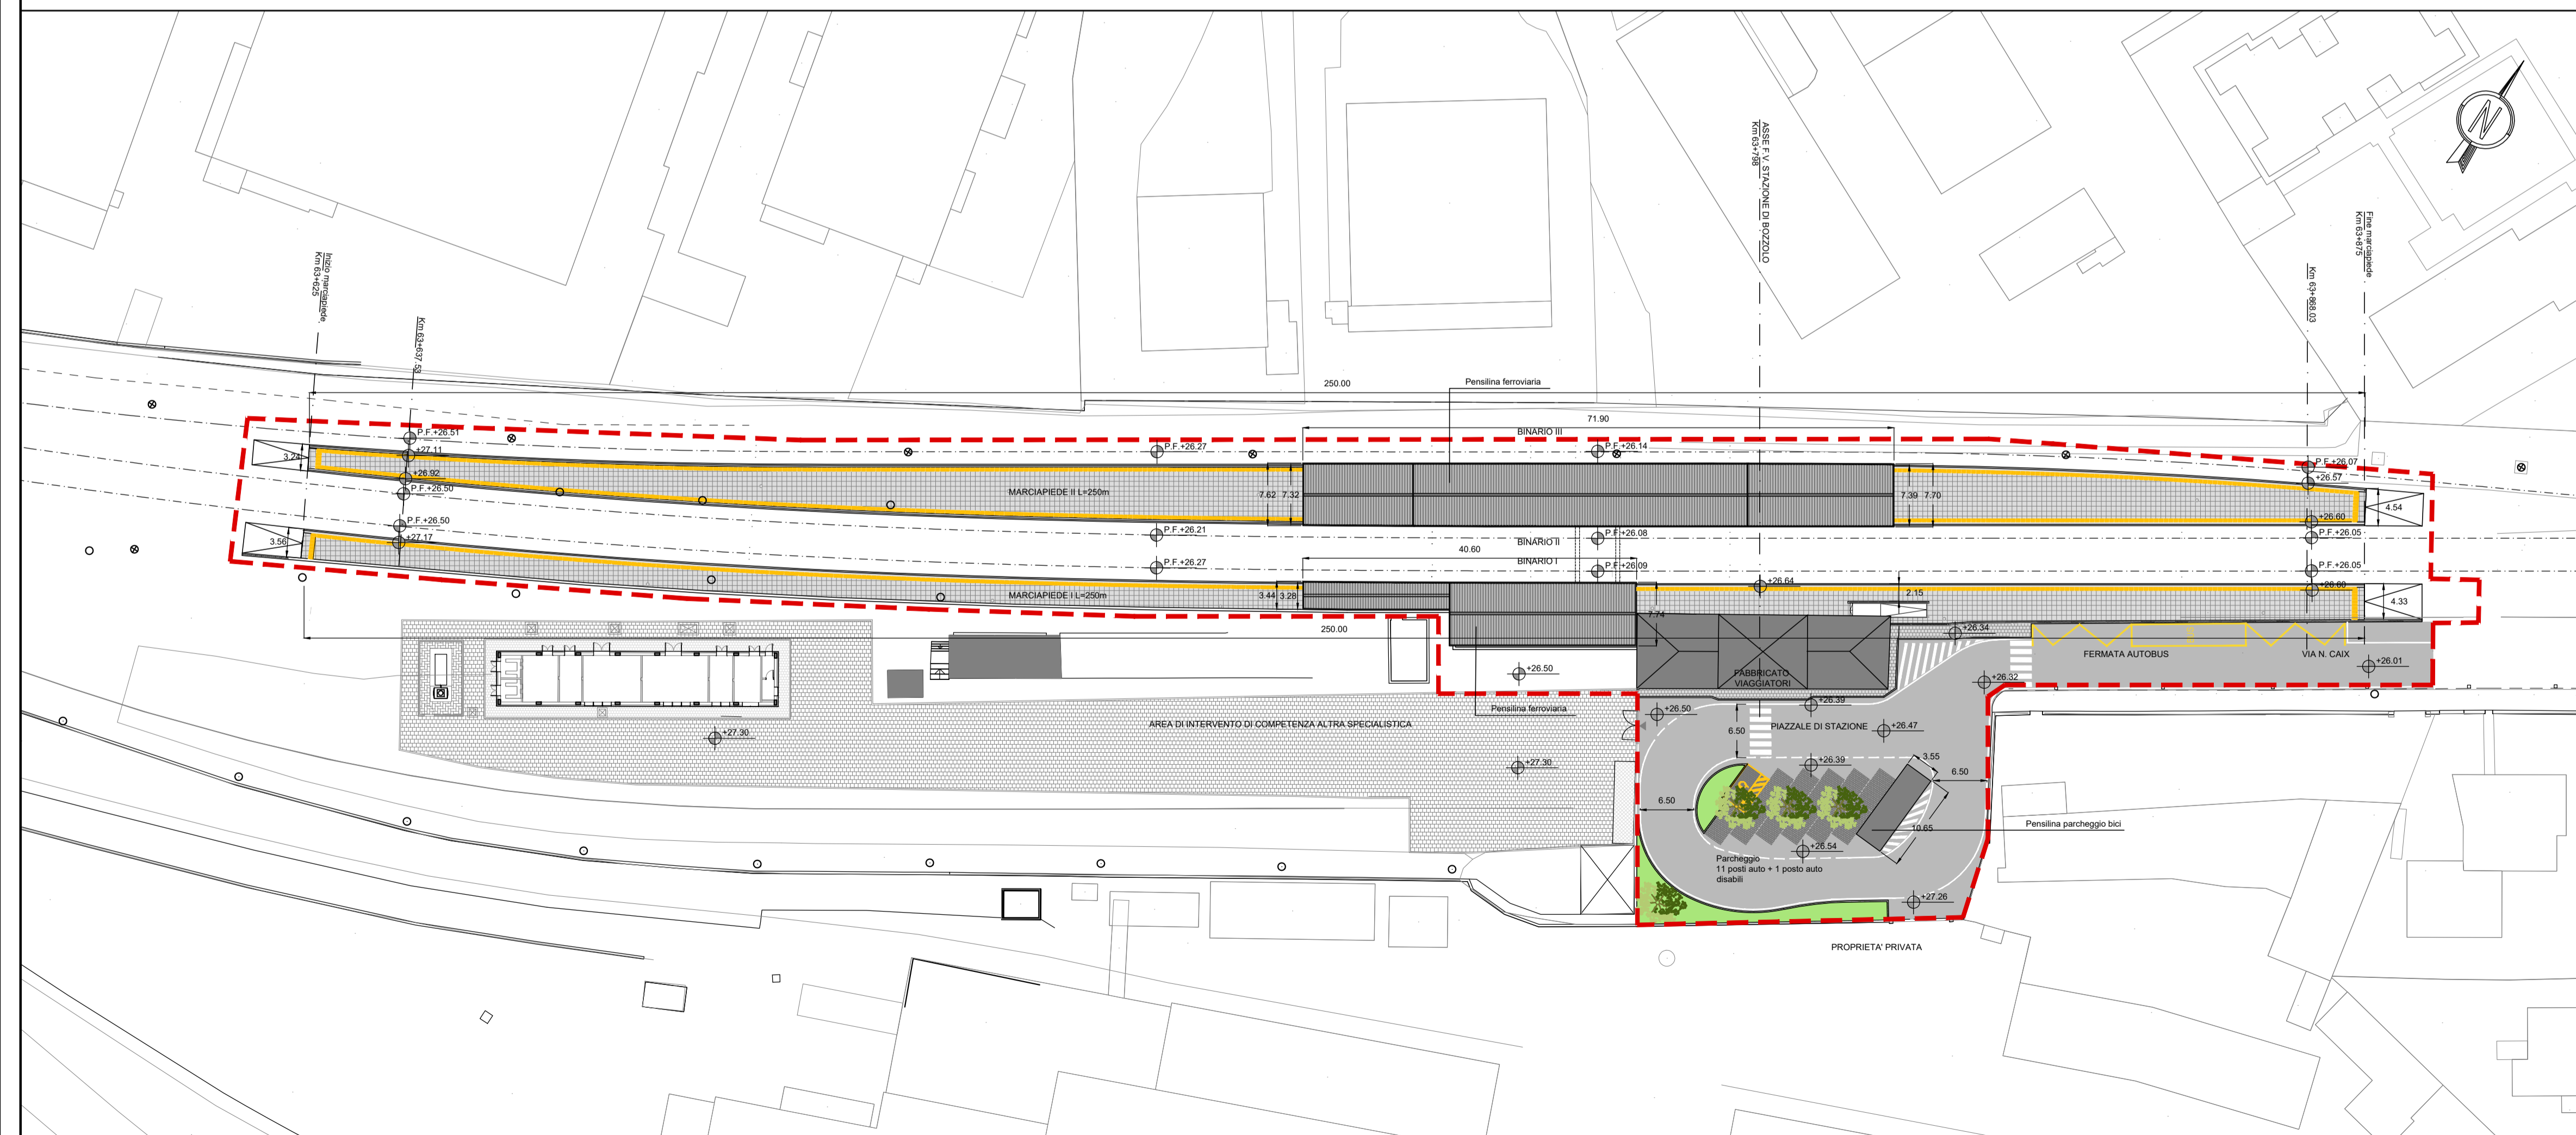 ASSE F.V. STAZIONE DI BOZZOLO
Km 63+798
Fine marciapiede
Km 63+875
Km 63+868.03
Inizio marciapiede
Km 63+625
Km 63+637.53
N
250.00
Pensilina ferroviaria
71.90
BINARIO III
P.F.+26.51
P.F.+26.27
P.F.+26.14
P.F.+26.07
3.24
+27.11
+26.92
P.F.+26.50
+26.57
MARCIAPIEDE II L=250m
7.62
7.32
7.39
7.70
4.54
+26.60
P.F.+26.50
+27.17
3.56
P.F.+26.21
P.F.+26.08
P.F.+26.05
BINARIO II
40.60
BINARIO I
P.F.+26.27
P.F.+26.09
P.F.+26.05
+26.64
+26.60
MARCIAPIEDE I L=250m
3.44
3.28
2.15
4.33
7.74
250.00
+26.34
FERMATA AUTOBUS
VIA N. CAIX
+26.01
+26.50
FABBRICATO
VIAGGIATORI
+26.32
Pensilina ferroviaria
+26.50
+26.39
AREA DI INTERVENTO DI COMPETENZA ALTRA SPECIALISTICA
PIAZZALE DI STAZIONE
+26.47
+27.30
6.50
+27.30
+26.39
3.55
6.50
6.50
10.65
Pensilina parcheggio bici
+26.54
Parcheggio
11 posti auto + 1 posto auto
disabili
+27.26
PROPRIETA' PRIVATA